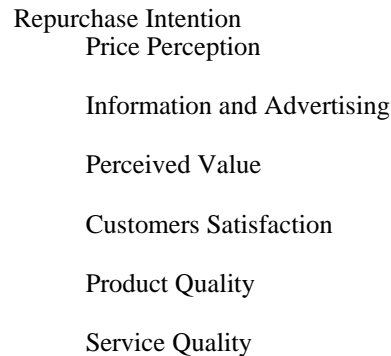 Repurchase Intention
Price Perception
Information and Advertising
Perceived Value
Customers Satisfaction
Product Quality
Service Quality